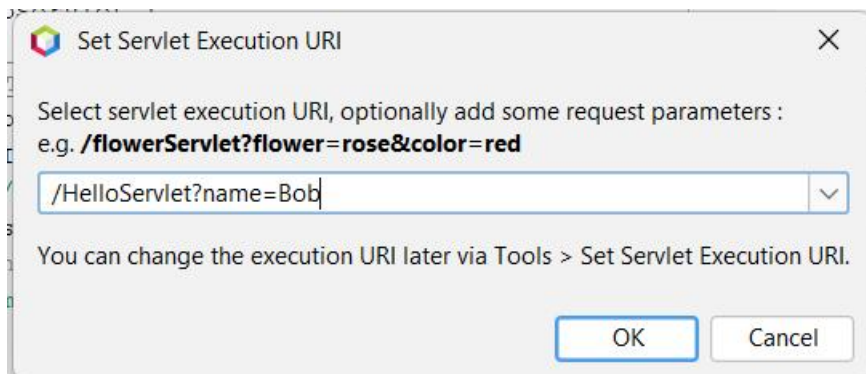 Set Servlet Execution URI
Select servlet execution URI, optionally add some request parameters :
e.g. /flowerServlet?flower=rose&color=red
/HelloServlet?name=Bob
You can change the execution URI later via Tools > Set Servlet Execution URI.
OK Cancel